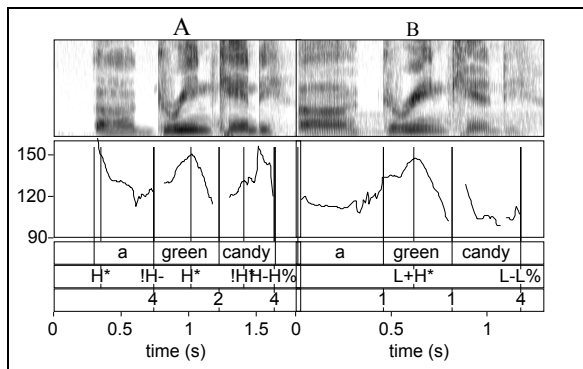 A B
150
120
90
a green candy a green candy
H* !H- H* !H*H-H% L+H* L-L%
4 2 4 1 1 4
0 0.5 1 1.5 0 0.5 1
time (s) time (s)